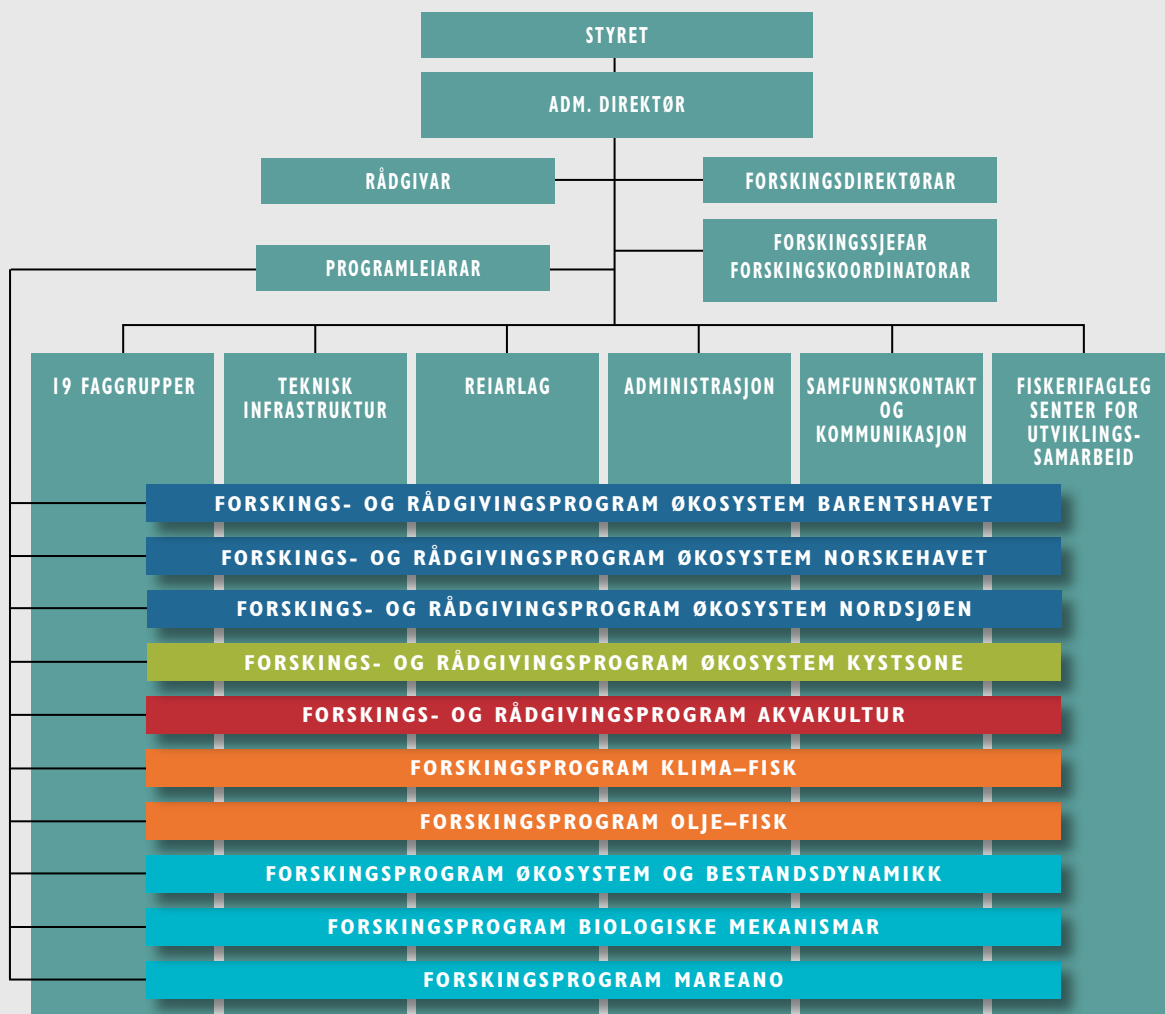 STYRET
ADM. DIREKTØR
RÅDGIVAR
FORSKINGSDIREKTØRAR
PROGRAMLEIARAR
FORSKINGSSJEFAR
FORSKINGSKOORDINATORAR
19 FAGGRUPPER
TEKNISK
INFRASTRUKTUR
REIARLAG
ADMINISTRASJON
SAMFUNNSKONTAKT
OG
KOMMUNIKASJON
FISKERIFAGLEG
SENTER FOR
UTVIKLINGS-
SAMARBEID
FORSKINGS- OG RÅDGIVINGSPROGRAM ØKOSYSTEM BARENTSHAVET
FORSKINGS- OG RÅDGIVINGSPROGRAM ØKOSYSTEM NORSKEHAVET
FORSKINGS- OG RÅDGIVINGSPROGRAM ØKOSYSTEM NORDSJØEN
FORSKINGS- OG RÅDGIVINGSPROGRAM ØKOSYSTEM KYSTSONE
FORSKINGS- OG RÅDGIVINGSPROGRAM AKVAKULTUR
FORSKINGSPROGRAM KLIMA–FISK
FORSKINGSPROGRAM OLJE–FISK
FORSKINGSPROGRAM ØKOSYSTEM OG BESTANDSDYNAMIKK
FORSKINGSPROGRAM BIOLOGISKE MEKANISMAR
FORSKINGSPROGRAM MAREANO